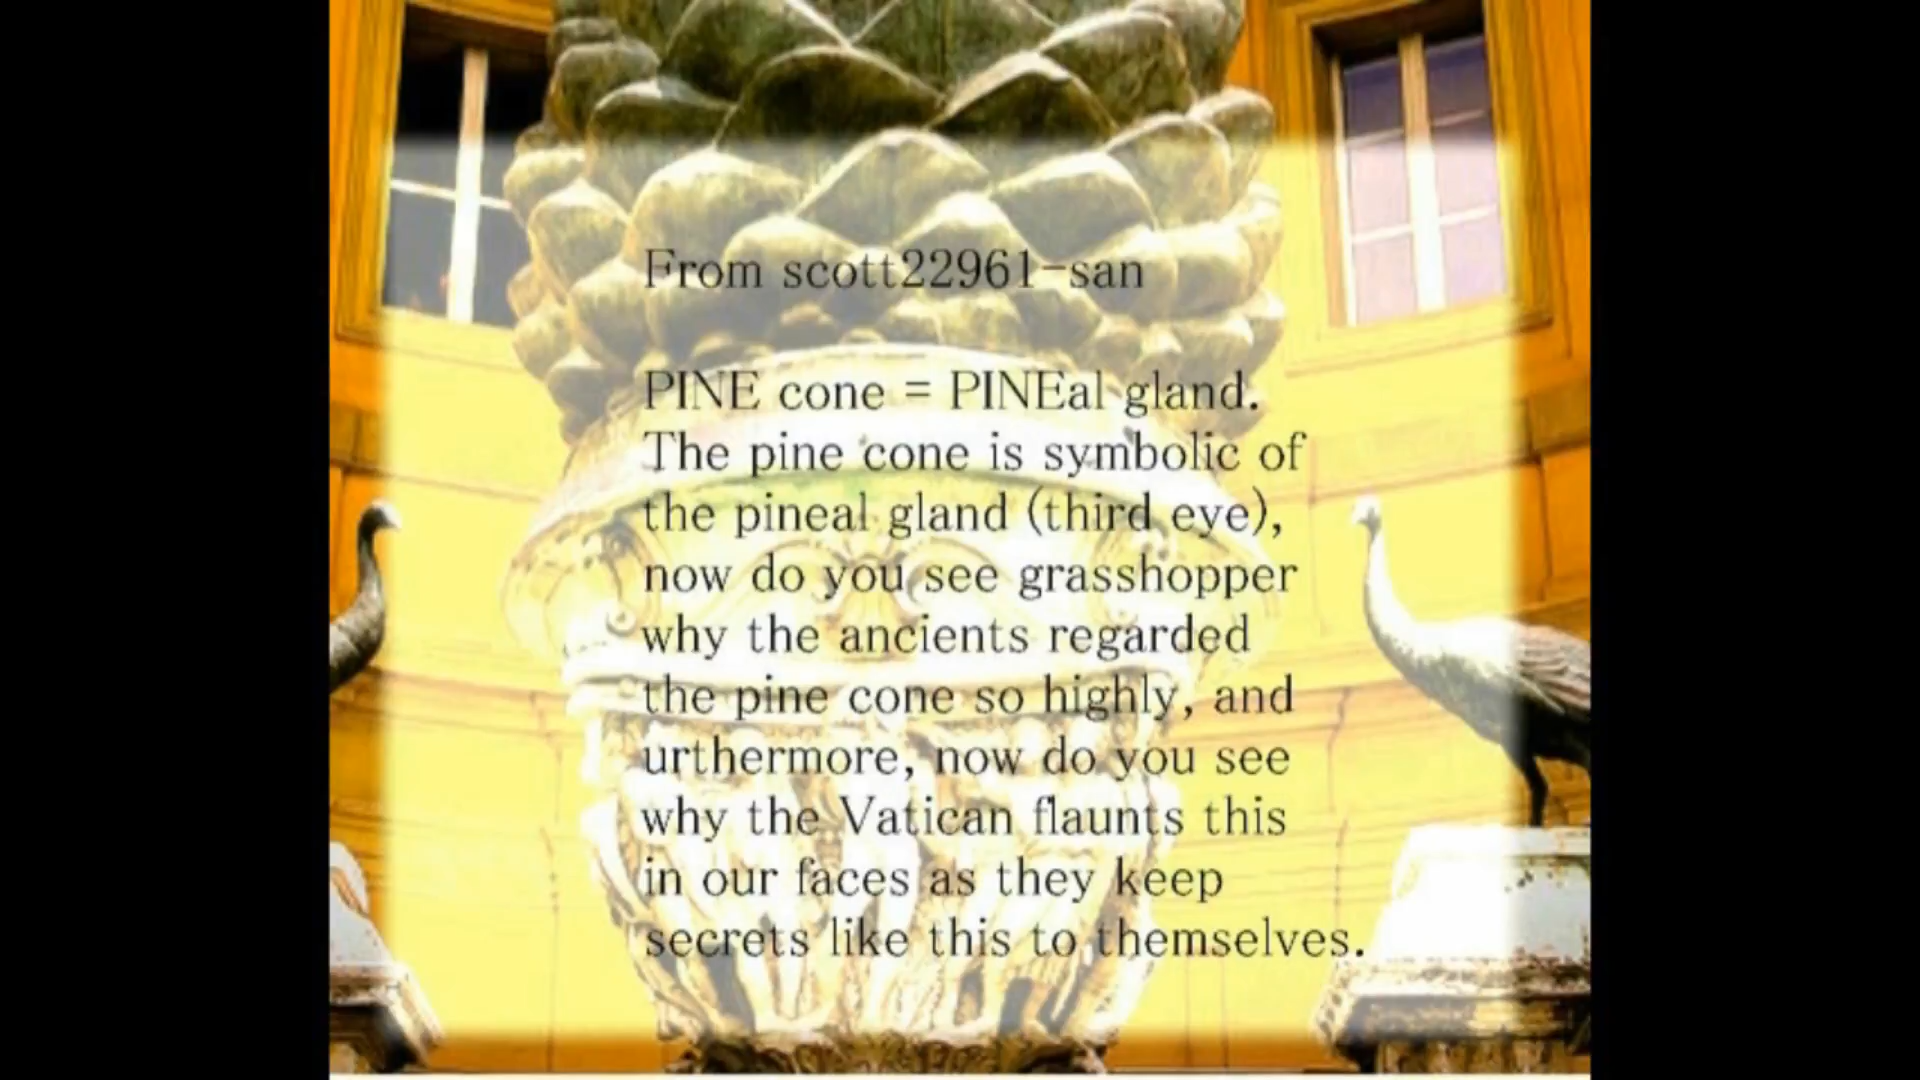 From scott22961-san
PINE cone = PINEal gland.
The pine cone is symbolic of
the pineal gland (third eye),
now do you see grasshopper
why the ancients regarded
the pine cone so highly, and
urthermore, now do you see
why the Vatican flaunts this
in our faces as they keep
secrets like this to themselves.